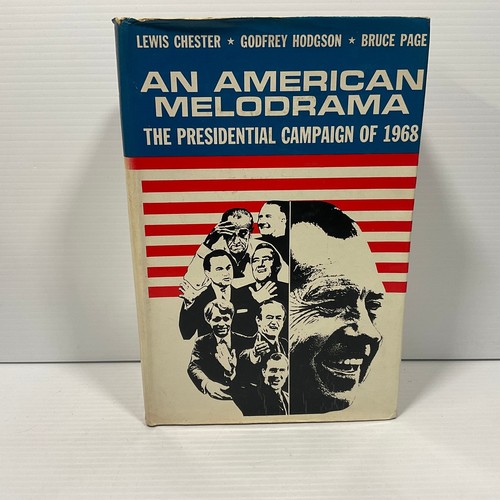 LEWIS CHESTER ★ GODFREY HODGSON ★ BRUCE PAGE
AN AMERICAN
MELODRAMA
THE PRESIDENTIAL CAMPAIGN OF 1968